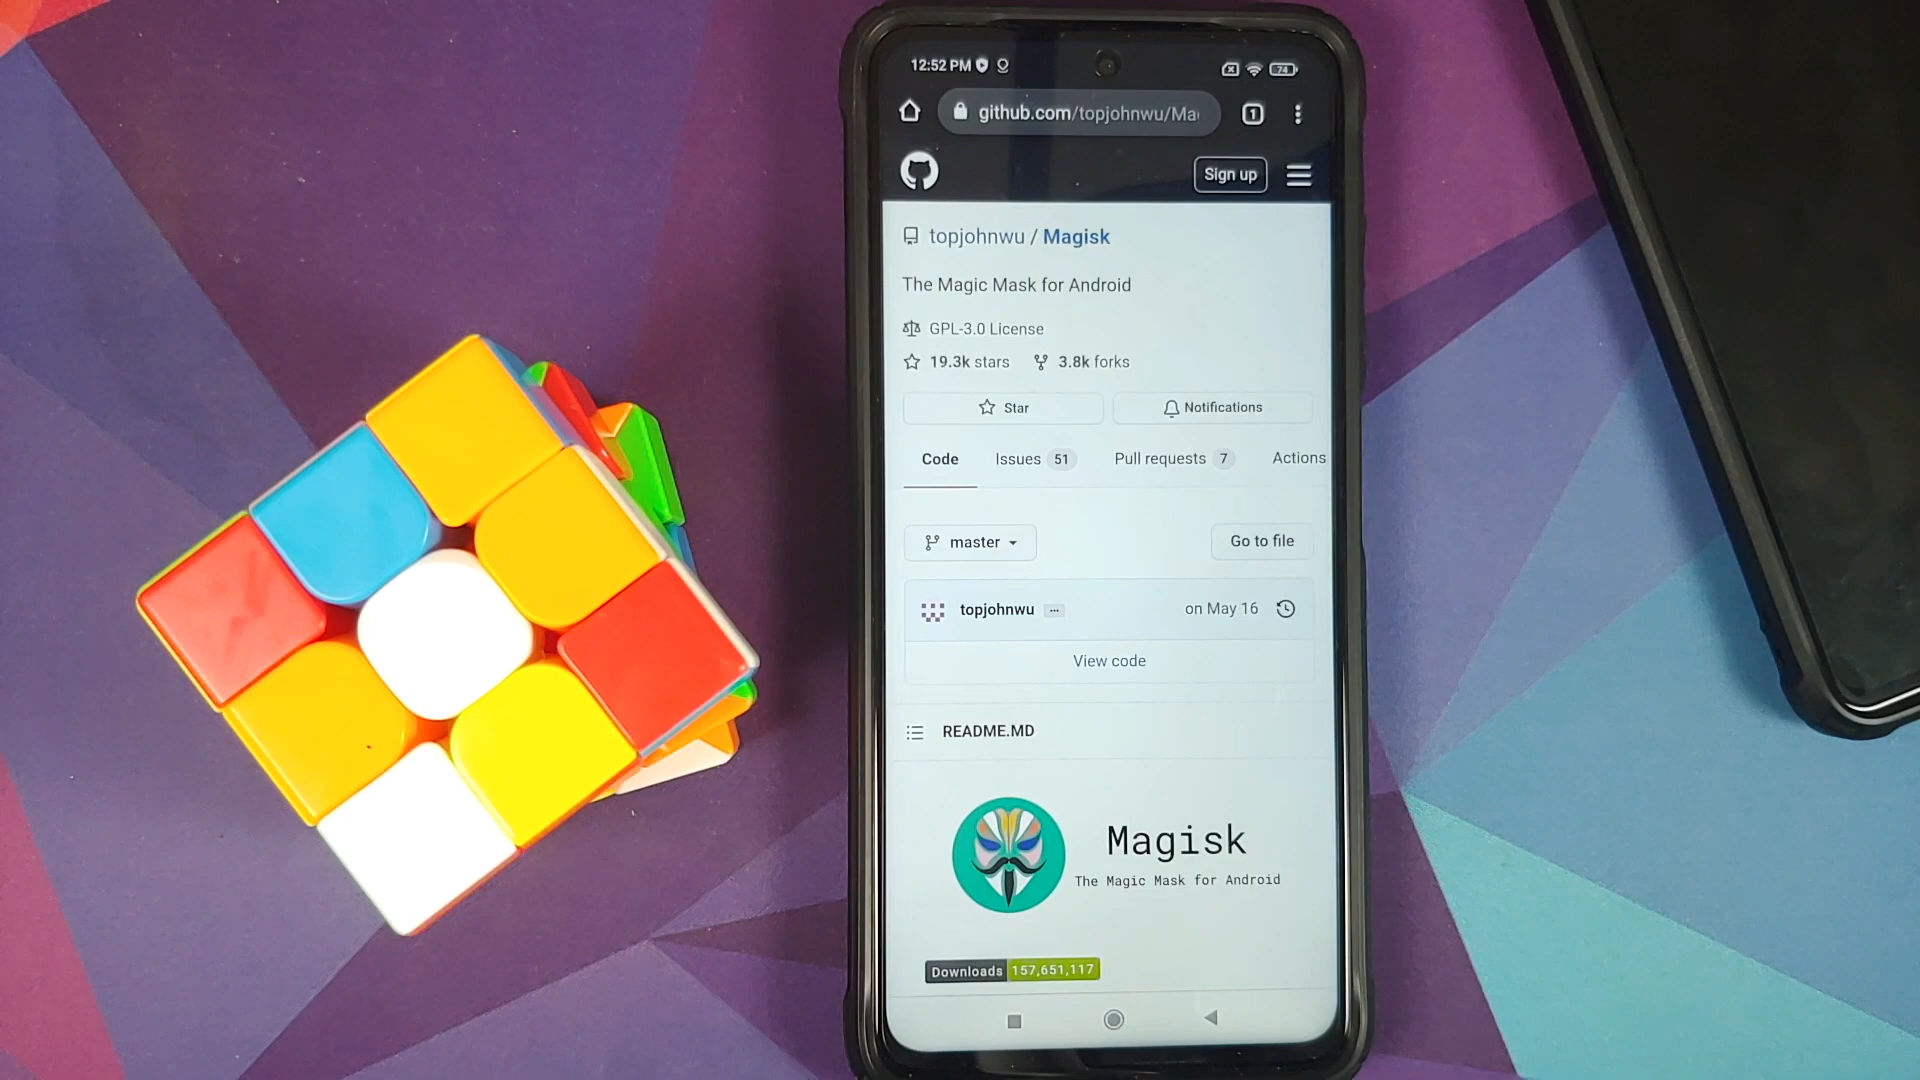 12:52 PM
74
github.com/topjohnwu/Ma
1
Sign up
topjohnwu / Magisk
The Magic Mask for Android
GPL-3.0 License
19.3k stars 3.8k forks
Star
Notifications
Code Issues 51 Pull requests 7 Actions
master
Go to file
topjohnwu ... on May 16
View code
README.MD
Magisk
The Magic Mask for Android
Downloads 157,651,117